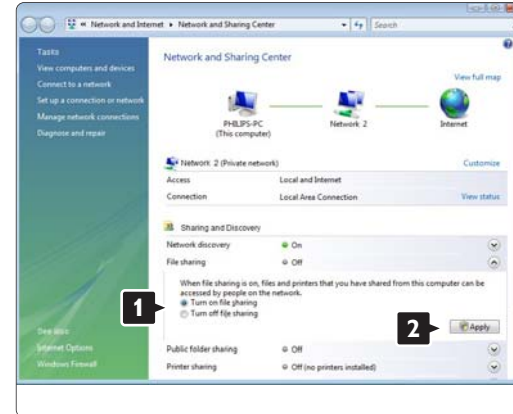 « Network and Internet ▸ Network and Sharing Center
Search
Tasks
View computers and devices
Connect to a network
Set up a connection or network
Manage network connections
Diagnose and repair
See also
Internet Options
Windows Firewall
Network and Sharing Center
View full map
PHILIPS-PC
(This computer)
Network 2
Internet
Network 2 (Private network)
Customize
Access Local and Internet
Connection Local Area Connection View status
Sharing and Discovery
Network discovery On
File sharing Off
When file sharing is on, files and printers that you have shared from this computer can be
accessed by people on the network.
1
Turn on file sharing
Turn off file sharing
2
Apply
Public folder sharing Off
Printer sharing Off (no printers installed)